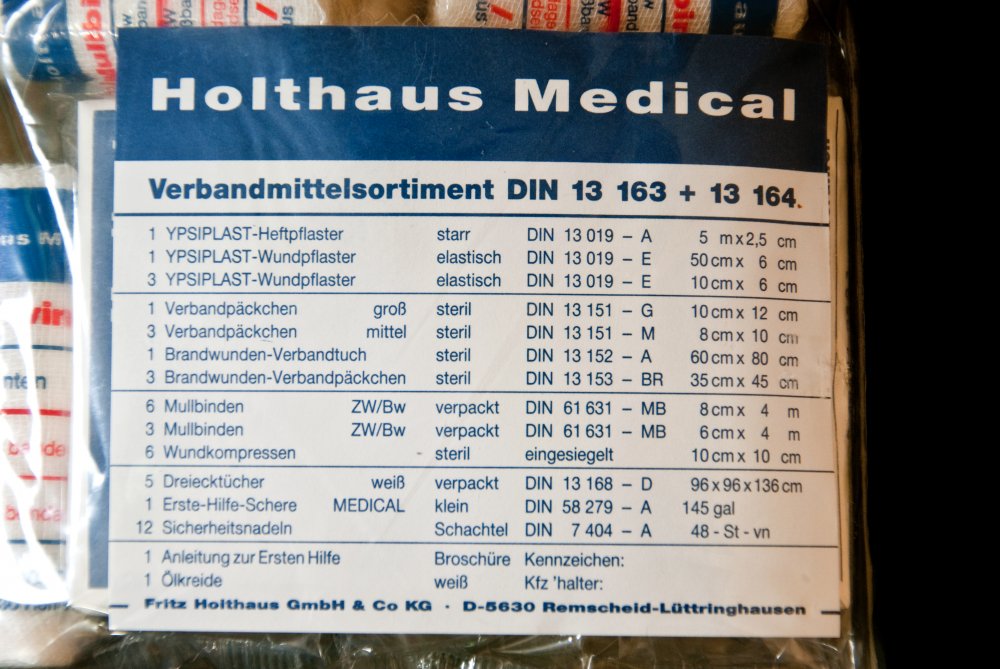 Holthaus Medical
Verbandmittelsortiment DIN 13 163 + 13 164
1 YPSIPLAST-Heftpflaster starr DIN 13 019 – A 5 m x 2,5 cm
1 YPSIPLAST-Wundpflaster elastisch DIN 13 019 – E 50 cm x 6 cm
3 YPSIPLAST-Wundpflaster elastisch DIN 13 019 – E 10 cm x 6 cm
1 Verbandpäckchen groß steril DIN 13 151 – G 10 cm x 12 cm
3 Verbandpäckchen mittel steril DIN 13 151 – M 8 cm x 10 cm
1 Brandwunden-Verbandtuch steril DIN 13 152 – A 60 cm x 80 cm
3 Brandwunden-Verbandpäckchen steril DIN 13 153 – BR 35 cm x 45 cm
6 Mullbinden ZW/Bw verpackt DIN 61 631 – MB 8 cm x 4 m
3 Mullbinden ZW/Bw verpackt DIN 61 631 – MB 6 cm x 4 m
6 Wundkompressen steril eingesiegelt 10 cm x 10 cm
5 Dreiecktücher weiß verpackt DIN 13 168 – D 96 x 96 x 136 cm
1 Erste-Hilfe-Schere MEDICAL klein DIN 58 279 – A 145 gal
12 Sicherheitsnadeln Schachtel DIN 7 404 – A 48 - St - vn
1 Anleitung zur Ersten Hilfe Broschüre Kennzeichen:
1 Ölkreide weiß Kfz 'halter:
Fritz Holthaus GmbH & Co KG · D-5630 Remscheid-Lüttringhausen